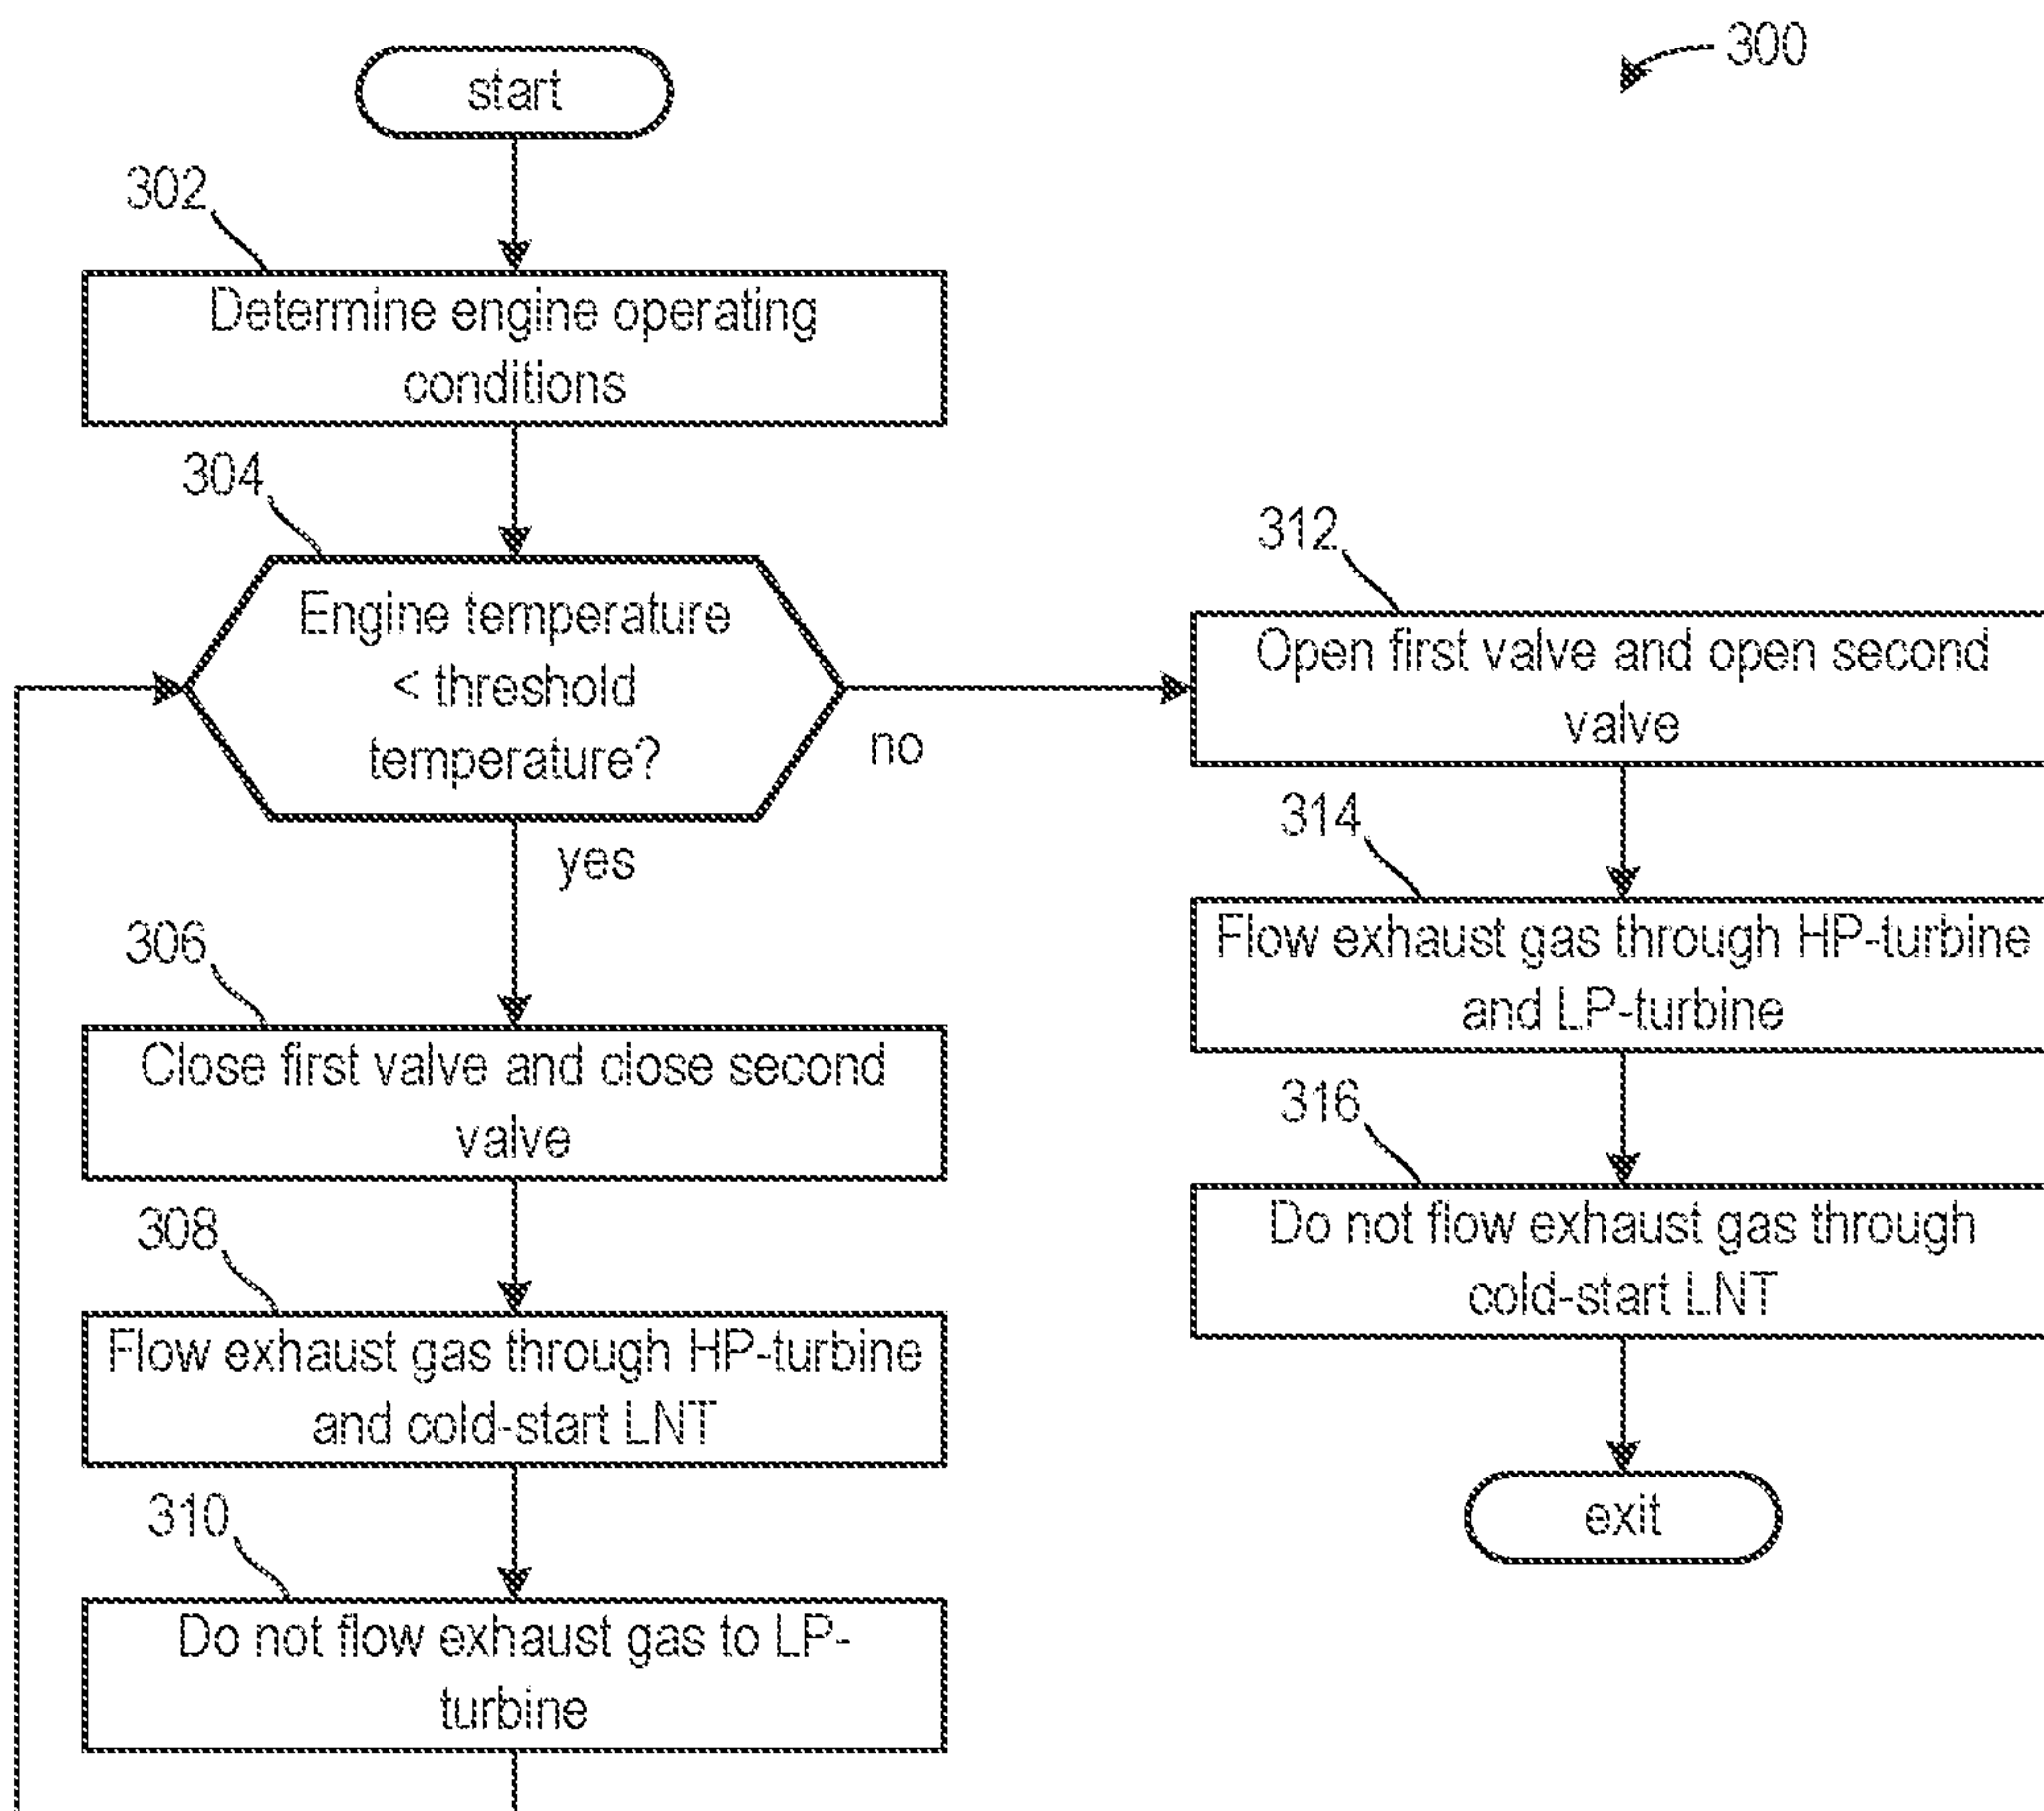 300
start
302
Determine engine operating
conditions
304
Engine temperature
< threshold
temperature?
no
yes
306
Close first valve and close second
valve
308
Flow exhaust gas through HP-turbine
and cold-start LNT
310
Do not flow exhaust gas to LP-
turbine
312
Open first valve and open second
valve
314
Flow exhaust gas through HP-turbine
and LP-turbine
316
Do not flow exhaust gas through
cold-start LNT
exit